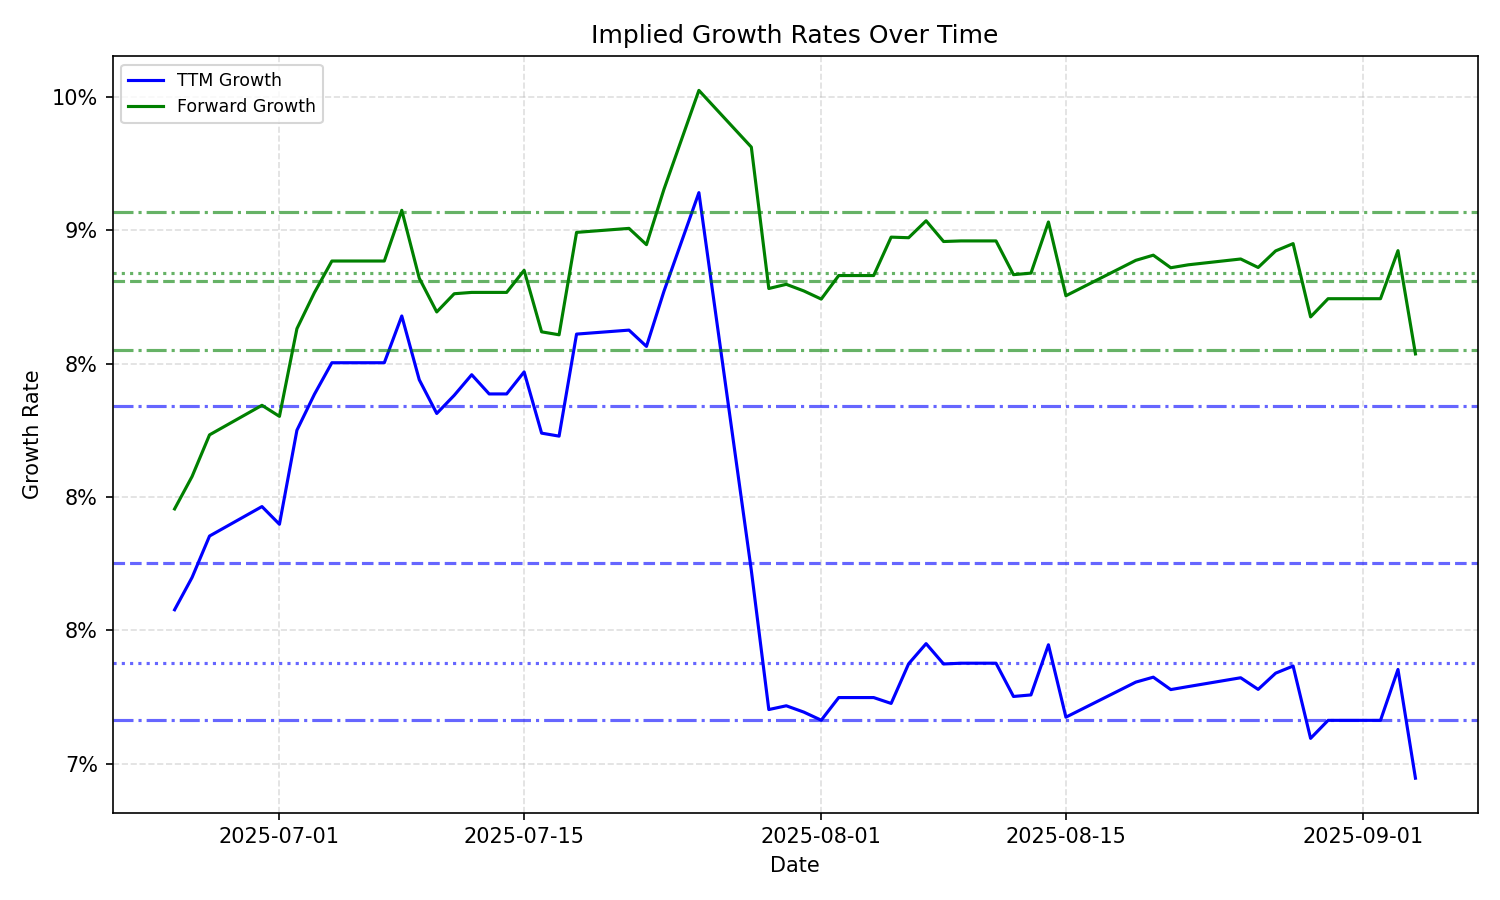 Implied Growth Rates Over Time
TTM Growth
Forward Growth
Growth Rate
10%
9%
8%
8%
8%
7%
2025-07-01
2025-07-15
2025-08-01
2025-08-15
2025-09-01
Date